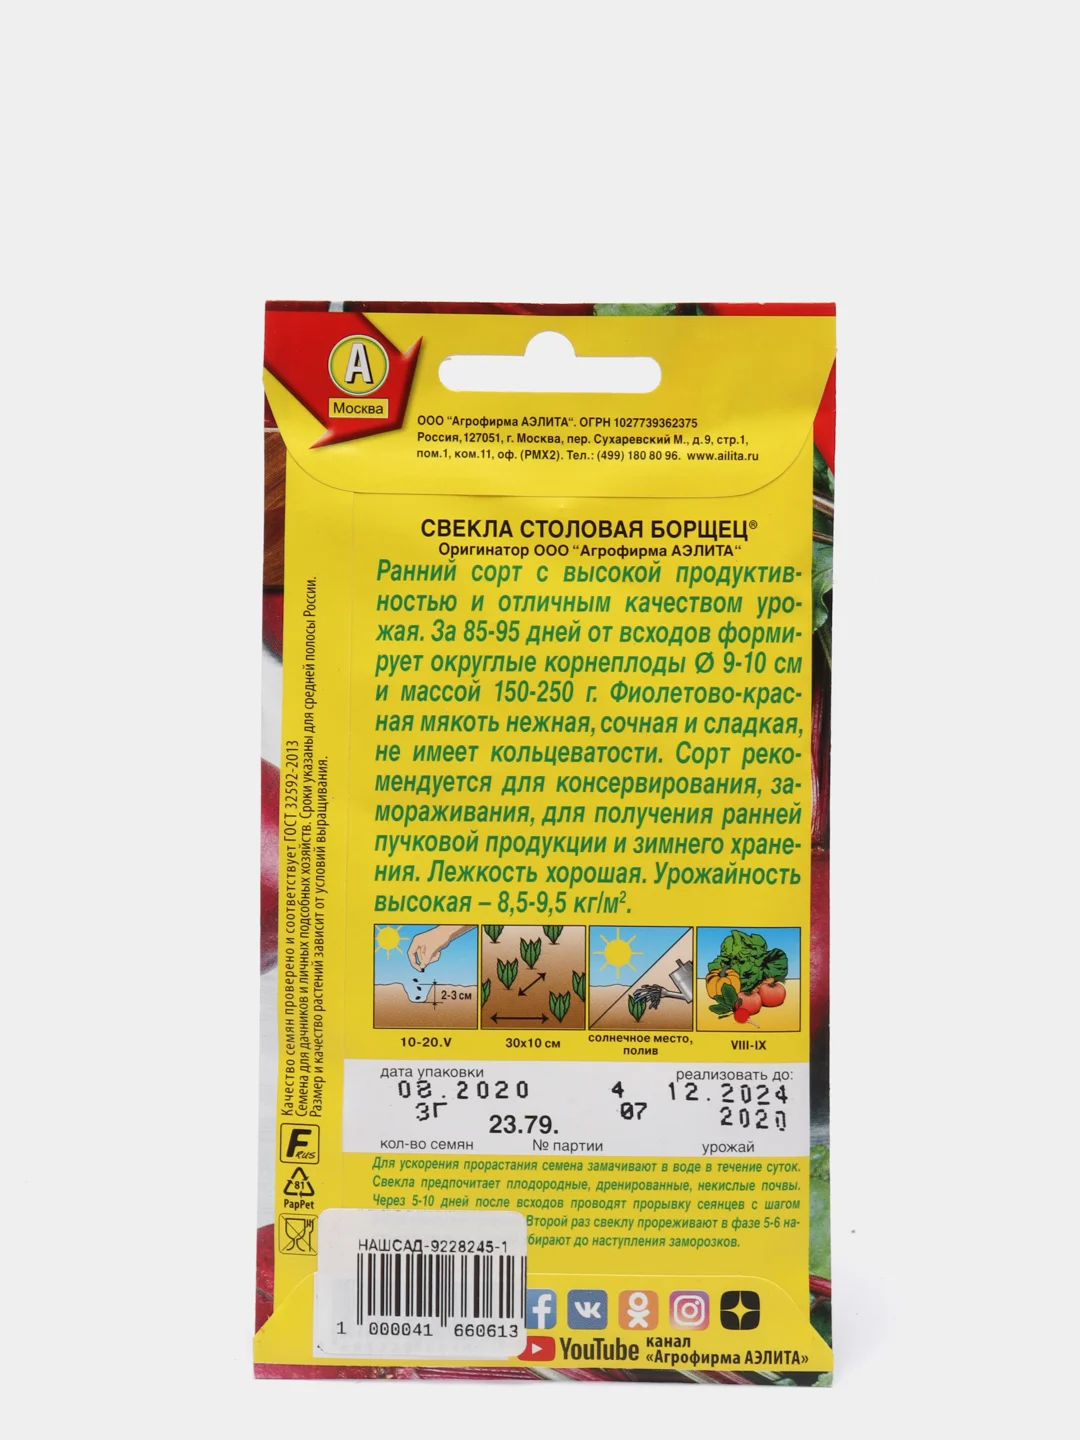 А
Москва
ООО "Агрофирма АЭЛИТА". ОГРН 1027739362375
Россия,127051, г. Москва, пер. Сухаревский М., д.9, стр.1,
пом.1, ком.11, оф. (РМХ2). Тел.: (499) 180 80 96. www.ailita.ru
СВЕКЛА СТОЛОВАЯ БОРЩЕЦ®
Оригинатор ООО "Агрофирма АЭЛИТА"
Ранний сорт с высокой продуктив-
ностью и отличным качеством уро-
жая. За 85-95 дней от всходов форми-
рует округлые корнеплоды Ø 9-10 см
и массой 150-250 г. Фиолетово-крас-
ная мякоть нежная, сочная и сладкая,
не имеет кольцеватости. Сорт реко-
мендуется для консервирования, за-
мораживания, для получения ранней
пучковой продукции и зимнего хране-
ния. Лежкость хорошая. Урожайность
высокая – 8,5-9,5 кг/м².
2-3 см
10-20.V
30х10 см
солнечное место,
полив
VIII-IX
дата упаковки
реализовать до:
08.2020
4
12.2024
3Г
23.79.
07
2020
кол-во семян
№ партии
урожай
Для ускорения прорастания семена замачивают в воде в течение суток.
Свекла предпочитает плодородные, дренированные, некислые почвы.
Через 5-10 дней после всходов проводят прорывку сеянцев с шагом
Второй раз свеклу прореживают в фазе 5-6 на-
бирают до наступления заморозков.
Качество семян проверено и соответствует ГОСТ 32592-2013
Семена для дачников и личных подсобных хозяйств. Сроки указаны для средней полосы России.
Размер и качество растений зависит от условий выращивания.
F RUS
81
PapPet
НАШСАД-9228245-1
1 000041 660613
YouTube
канал
«Агрофирма АЭЛИТА»